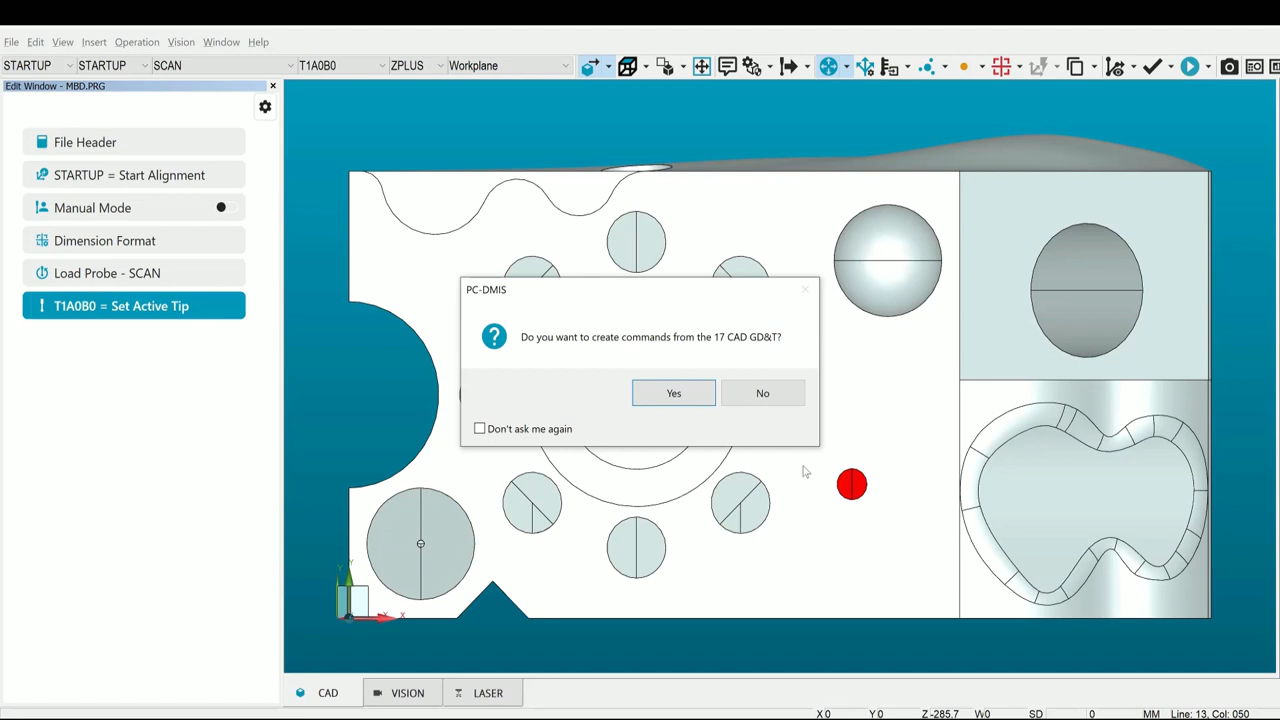 File Edit View Insert Operation Vision Window Help
STARTUP STARTUP SCAN T1A0B0 ZPLUS Workplane
Edit Window - MBD.PRG
File Header
STARTUP = Start Alignment
Manual Mode
Dimension Format
Load Probe - SCAN
T1A0B0 = Set Active Tip
PC-DMIS
Do you want to create commands from the 17 CAD GD&T?
Yes No
Don't ask me again
Y Y
X X
CAD VISION LASER
X 0 Y 0 Z -285.7 W0 SD 0 MM Line: 13, Col: 050